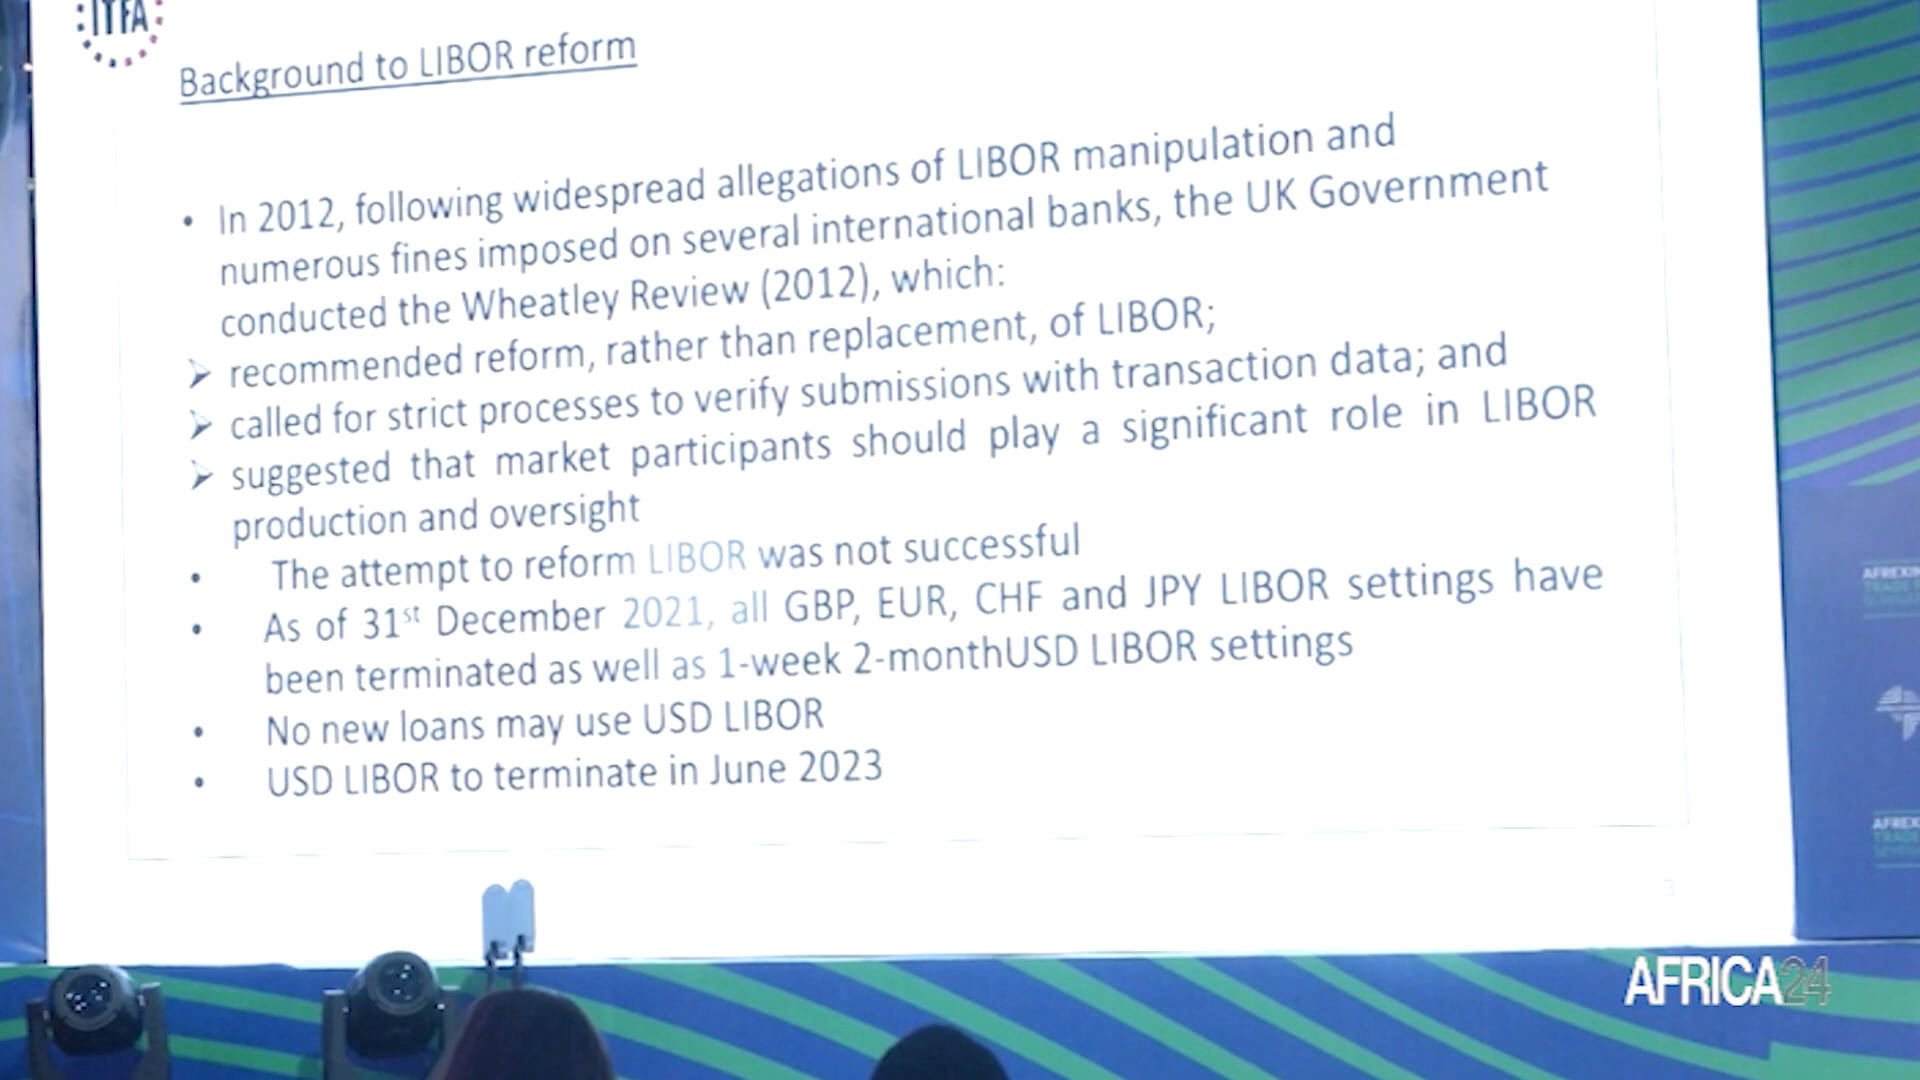 ITFA
Background to LIBOR reform
• In 2012, following widespread allegations of LIBOR manipulation and
numerous fines imposed on several international banks, the UK Government
conducted the Wheatley Review (2012), which:
➢ recommended reform, rather than replacement, of LIBOR;
➢ called for strict processes to verify submissions with transaction data; and
➢ suggested that market participants should play a significant role in LIBOR
production and oversight
• The attempt to reform LIBOR was not successful
• As of 31st December 2021, all GBP, EUR, CHF and JPY LIBOR settings have
been terminated as well as 1-week 2-monthUSD LIBOR settings
• No new loans may use USD LIBOR
• USD LIBOR to terminate in June 2023
3
AFRICA24